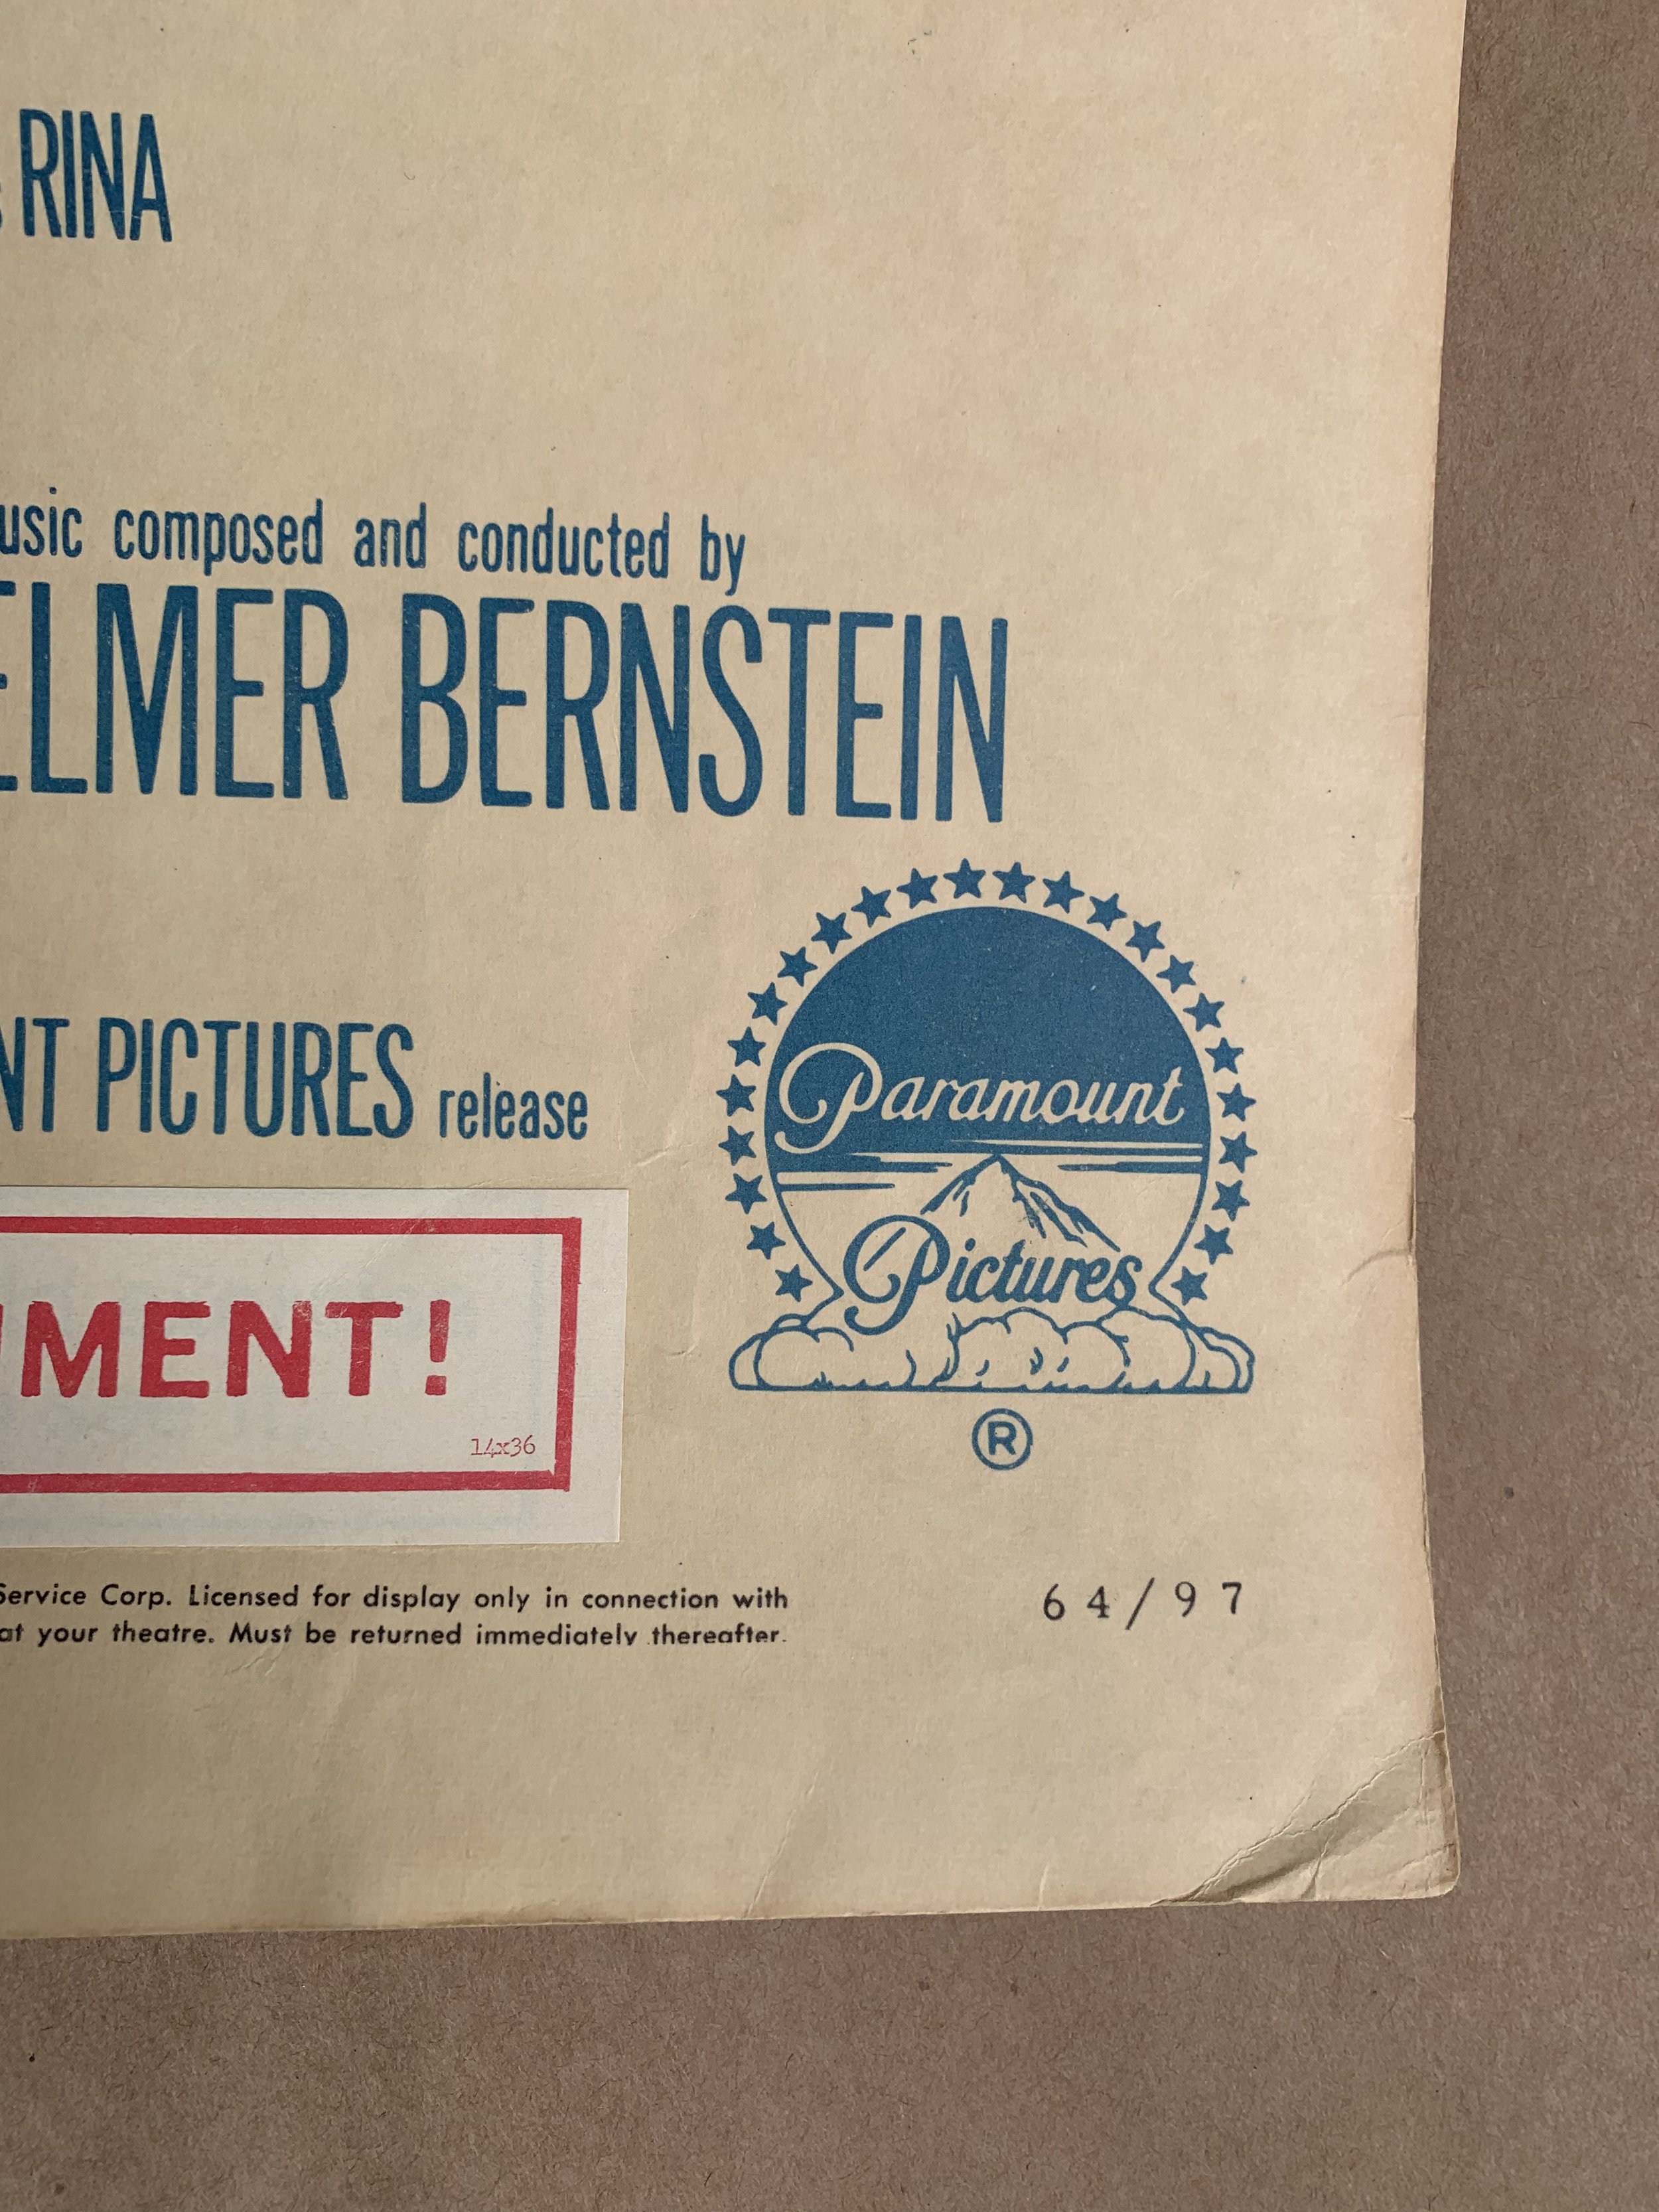 RINA
usic composed and conducted by
ELMER BERNSTEIN
NT PICTURES release
Paramount
Pictures
®
UMENT!
14x36
Service Corp. Licensed for display only in connection with
at your theatre. Must be returned immediately thereafter.
64/97